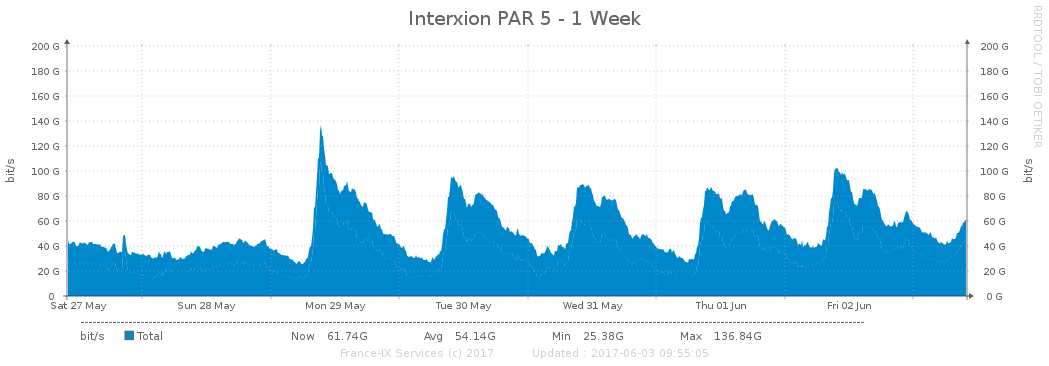 Interxion PAR 5 - 1 Week
RRDTOOL / TOBI OETIKER
bit/s
bit/s
200 G 200 G
180 G 180 G
160 G 160 G
140 G 140 G
120 G 120 G
100 G 100 G
80 G 80 G
60 G 60 G
40 G 40 G
20 G 20 G
0 0 G
Sat 27 May Sun 28 May Mon 29 May Tue 30 May Wed 31 May Thu 01 Jun Fri 02 Jun
bit/s Total Now 61.74G Avg 54.14G Min 25.38G Max 136.84G
France-IX Services (c) 2017 Updated : 2017-06-03 09:55:05